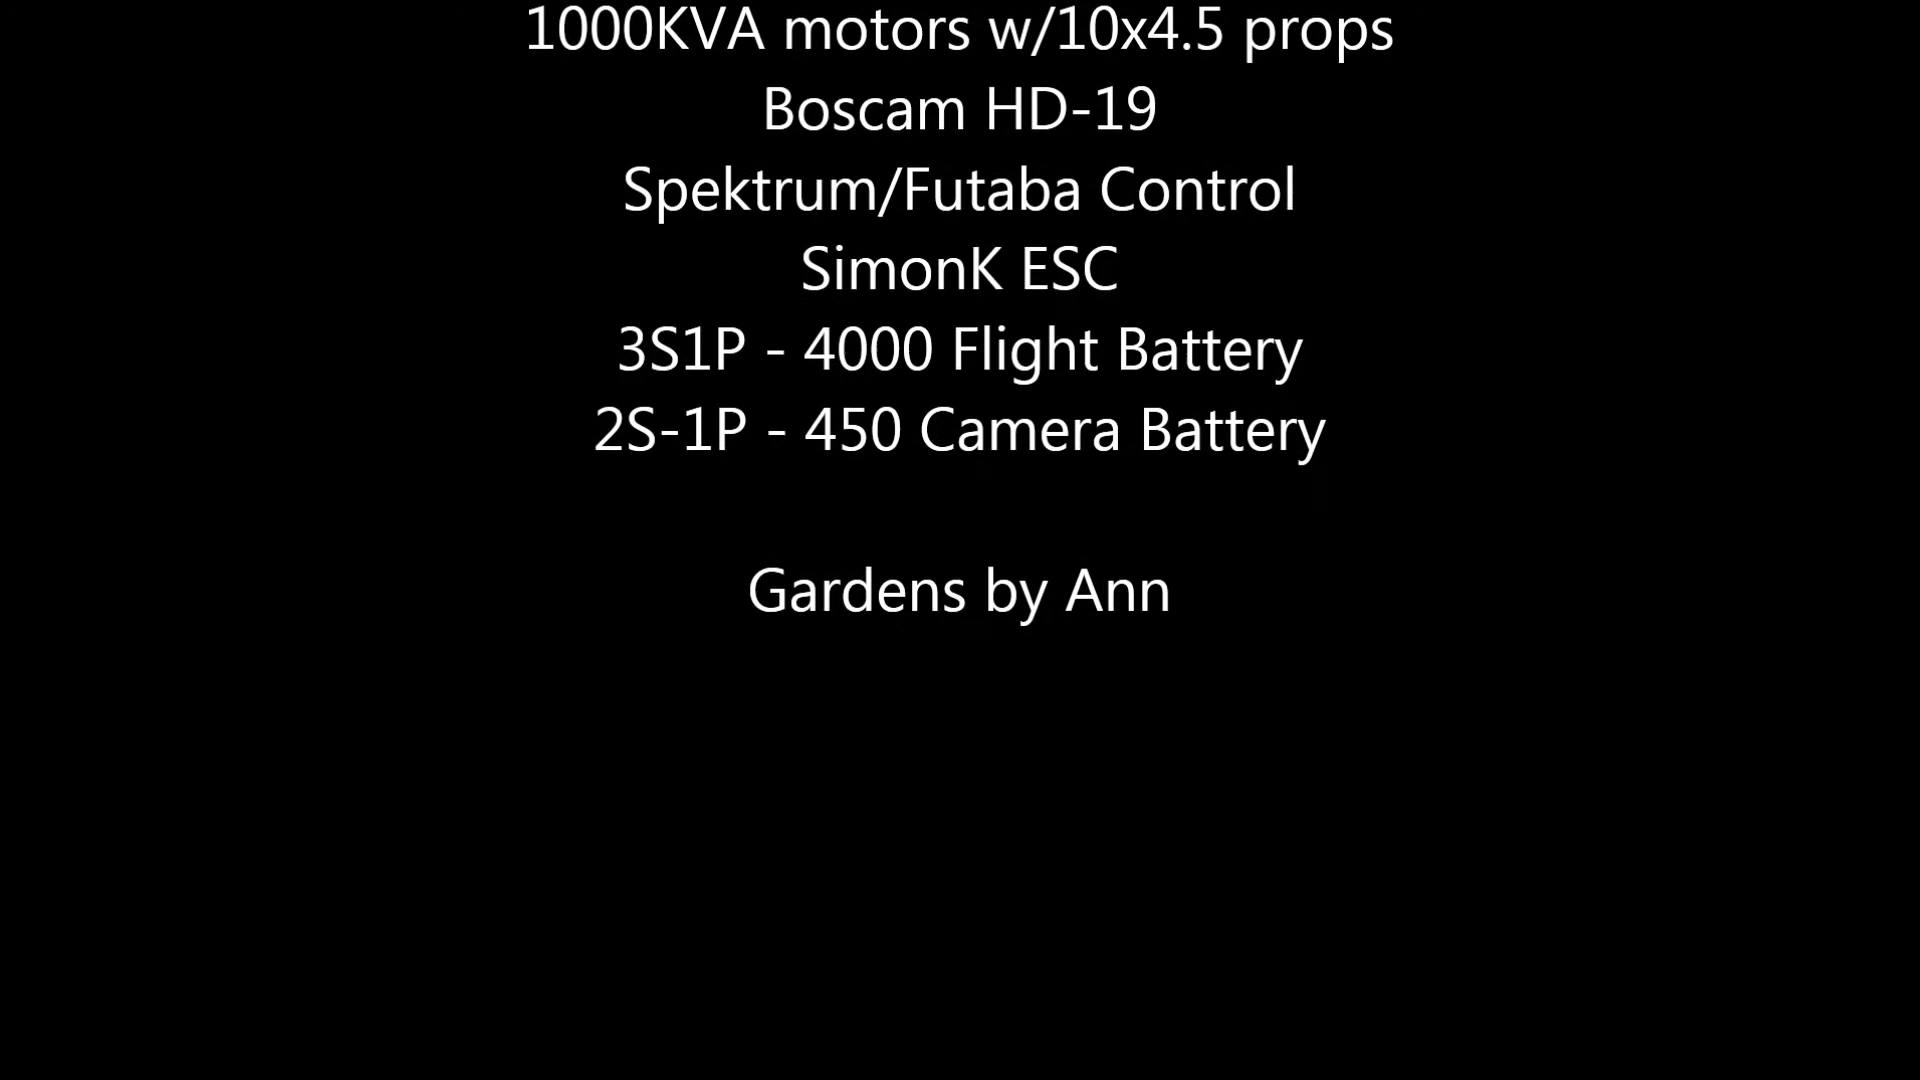 1000KVA motors w/10x4.5 props
Boscam HD-19
Spektrum/Futaba Control
SimonK ESC
3S1P - 4000 Flight Battery
2S-1P - 450 Camera Battery
Gardens by Ann